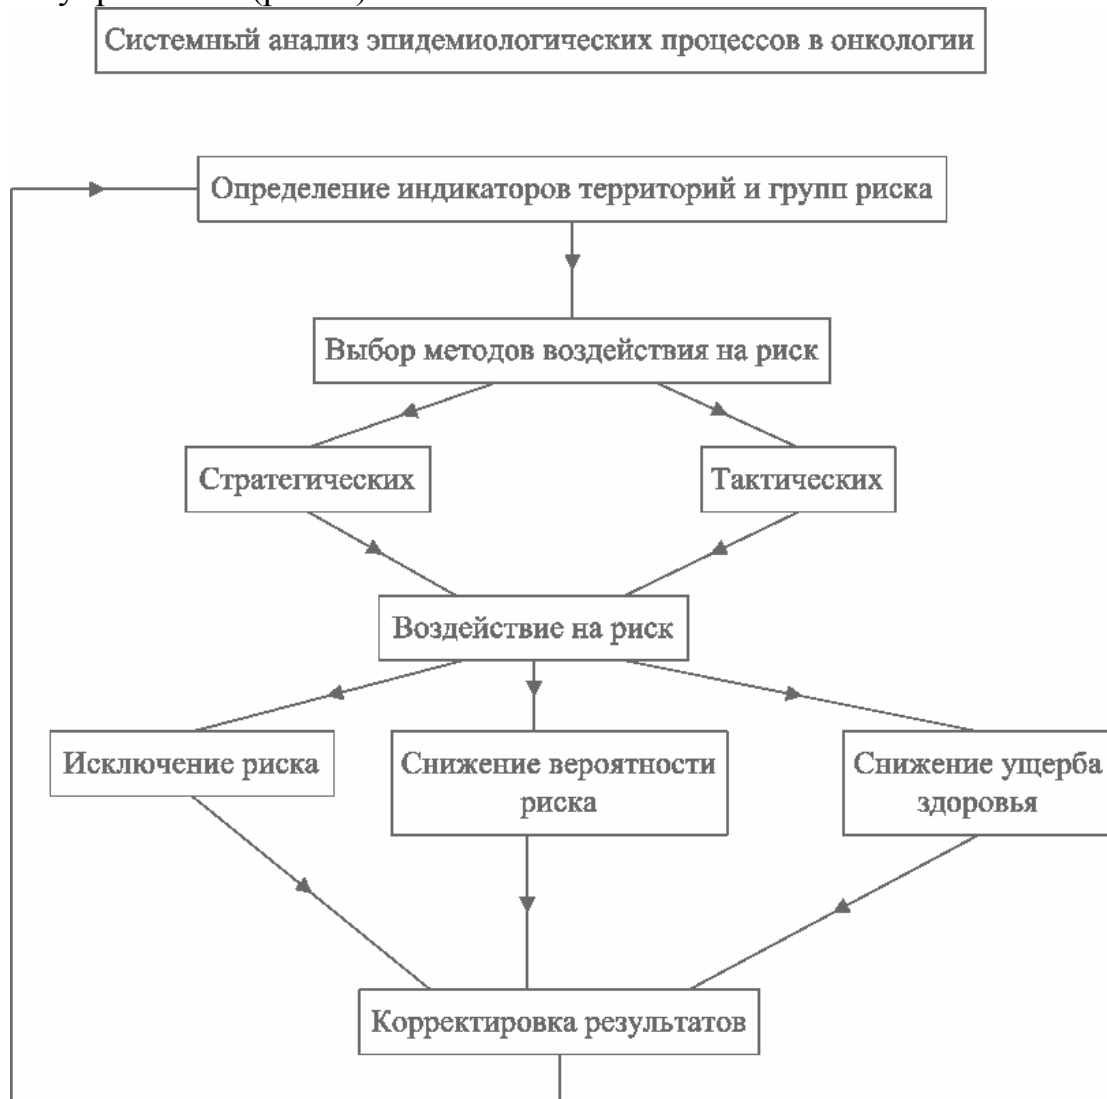 Системный анализ эпидемиологических процессов в онкологии
Определение индикаторов территорий и групп риска
Выбор методов воздействия на риск
Стратегических
Тактических
Воздействие на риск
Исключение риска
Снижение вероятности
риска
Снижение ущерба
здоровья
Корректировка результатов